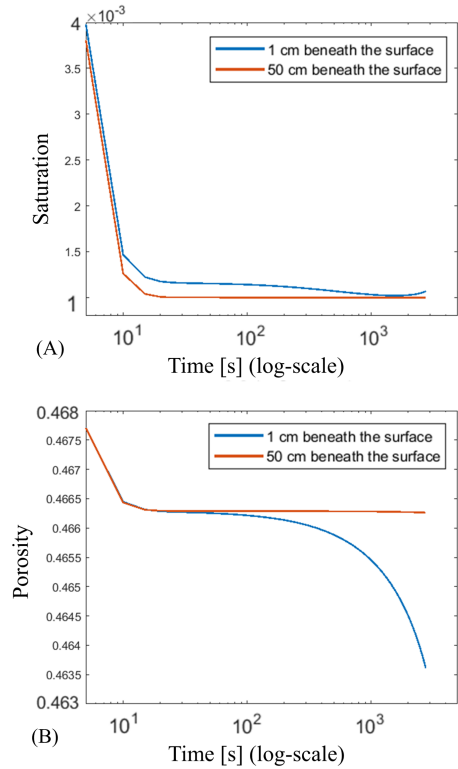 ×10⁻³
4
3.5
3
2.5
2
1.5
1
Saturation
1 cm beneath the surface
50 cm beneath the surface
10¹ 10² 10³
(A)
Time [s] (log-scale)
0.468
0.4675
0.467
0.4665
0.466
0.4655
0.465
0.4645
0.464
0.4635
0.463
Porosity
1 cm beneath the surface
50 cm beneath the surface
10¹ 10² 10³
(B)
Time [s] (log-scale)